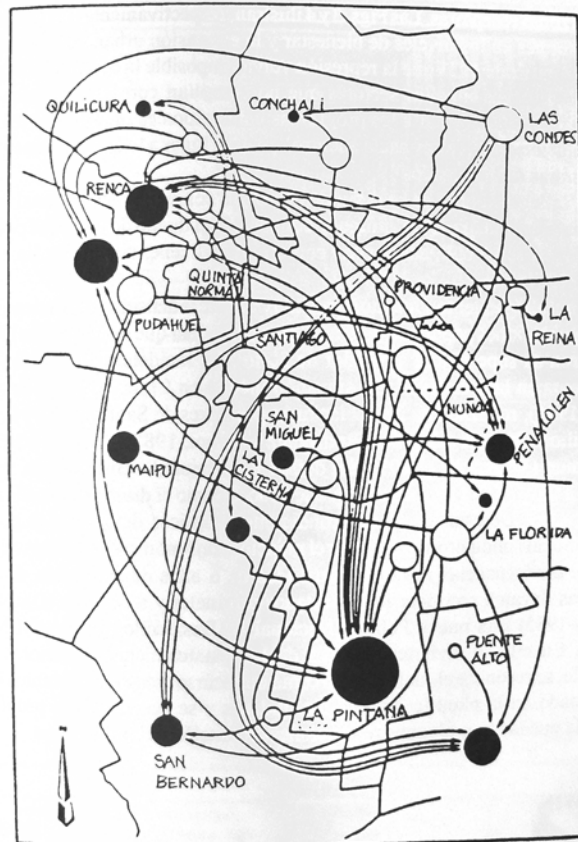 QUILICURA
CONCHALI
LAS
CONDES
RENCA
QUINTA
NORMAL
PROVIDENCIA
LA
REINA
PUDAHUEL
SANTIAGO
ÑUÑOA
PEÑALOLEN
SAN
MIGUEL
MAIPU
LA
CISTERNA
LA FLORIDA
PUENTE
ALTO
LA PINTANA
SAN
BERNARDO